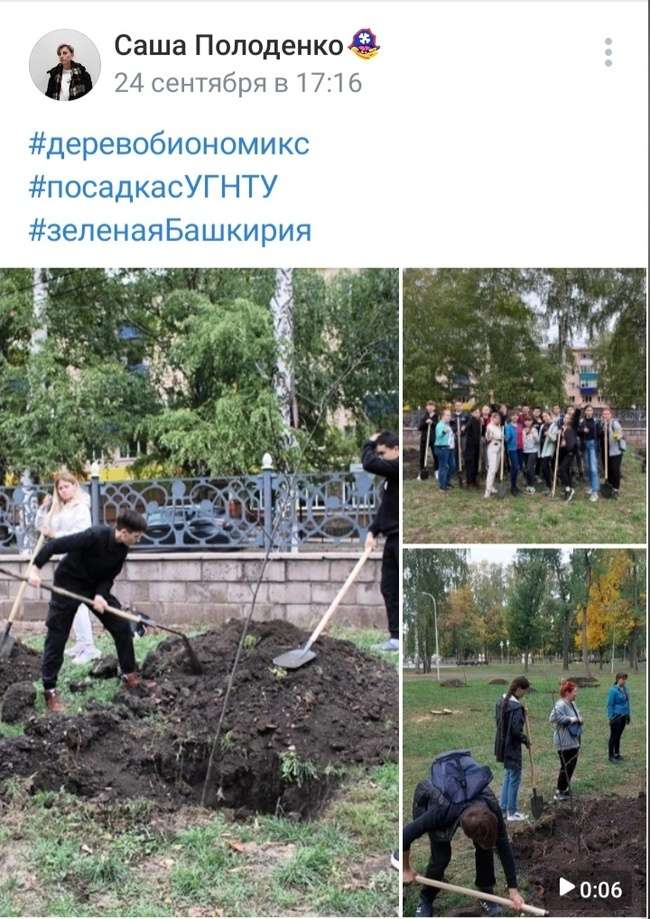 Саша Полоденко
24 сентября в 17:16
#деревобиономикс
#посадкасУГНТУ
#зеленаяБашкирия
0:06